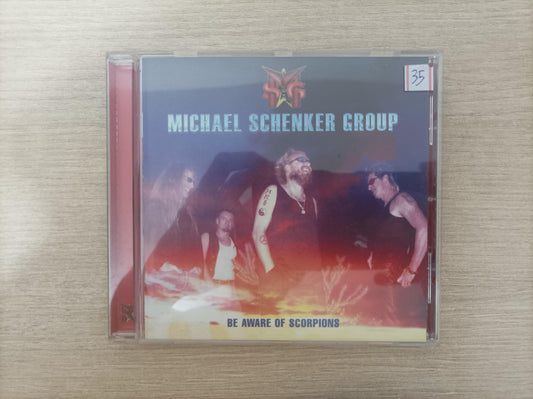 35
MICHAEL SCHENKER GROUP
BE AWARE OF SCORPIONS